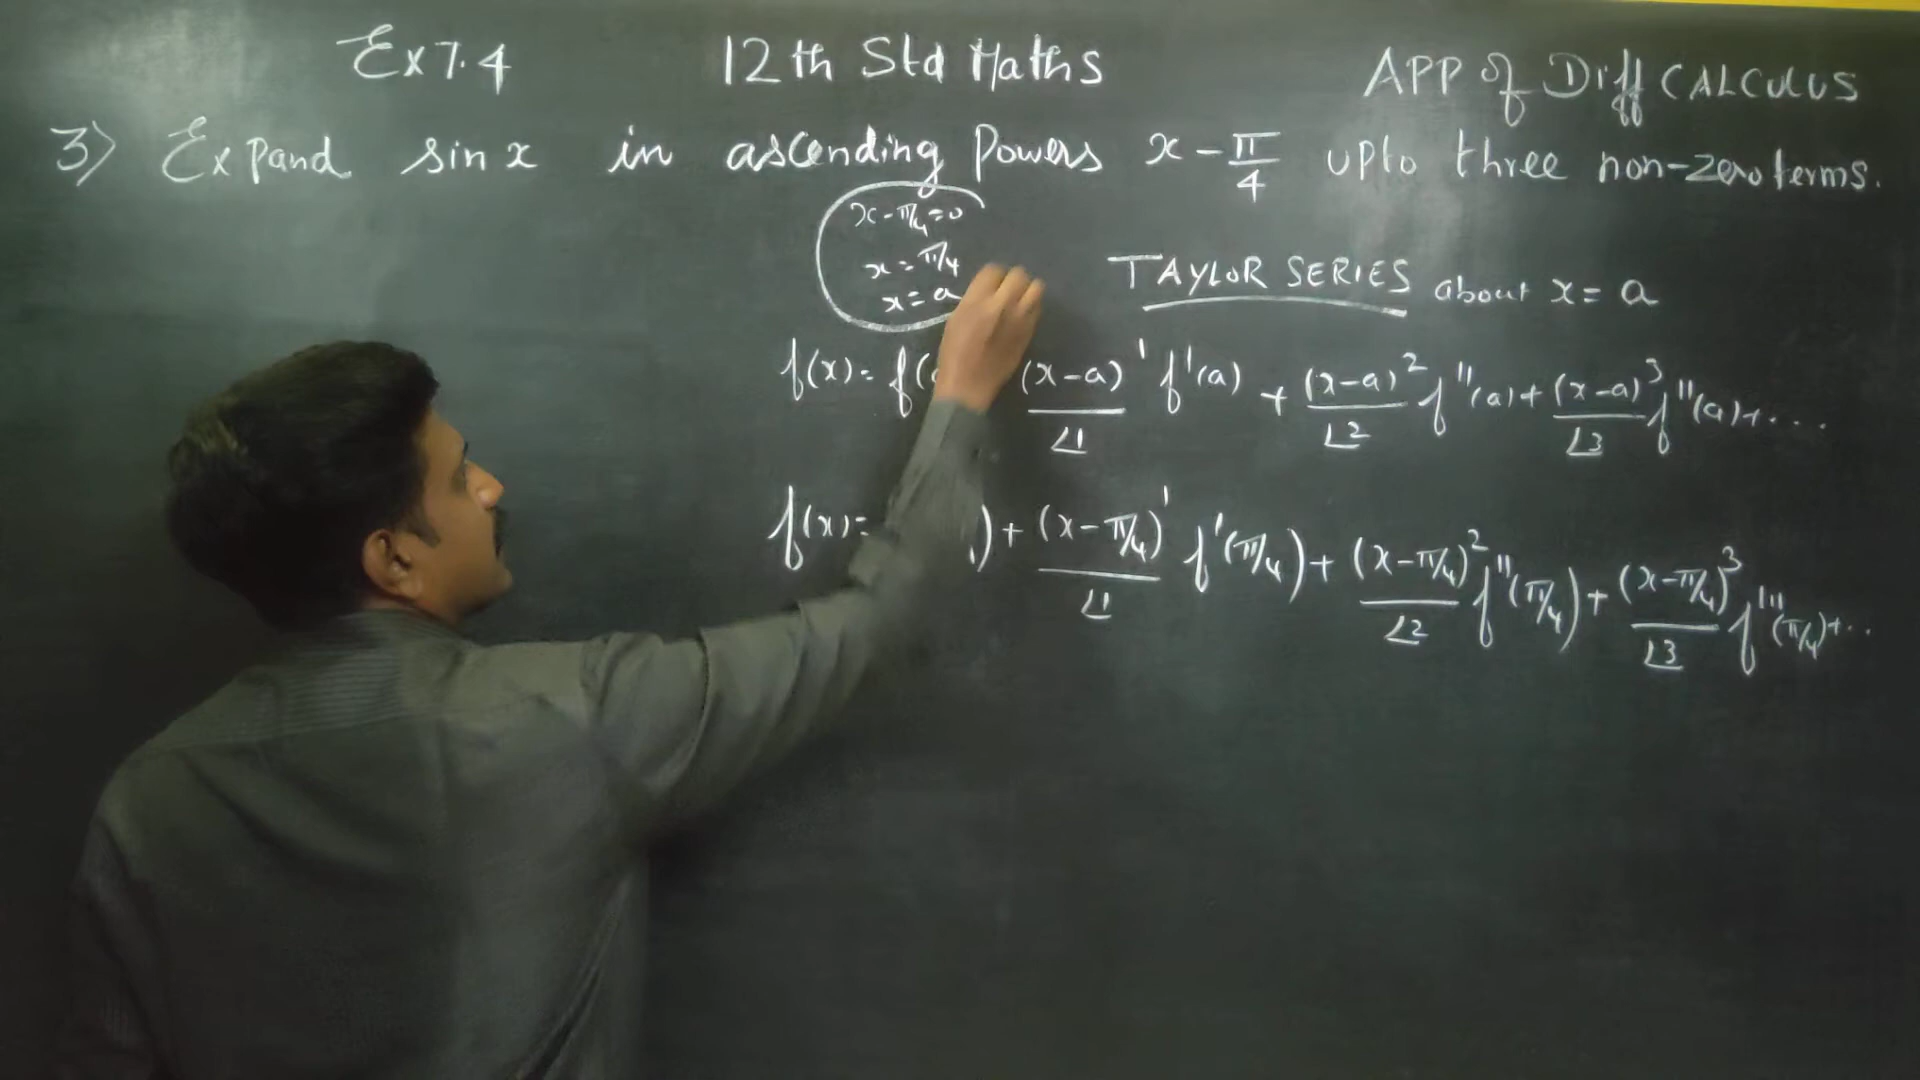 Ex 7.4 12th Std Maths APP of Diff CALCULUS
3) Expand sin x in ascending Powers x - π/4 upto three non-zero terms.
x - π/4 = 0
x = π/4
x = a
TAYLOR SERIES about x = a
f(x) = f( (x-a)¹/∠1 f'(a) + (x-a)²/∠2 f''(a) + (x-a)³/∠3 f''(a) + ....
f(x) = ) + (x-π/4)¹/∠1 f'(π/4) + (x-π/4)²/∠2 f''(π/4) + (x-π/4)³/∠3 f'''(π/4) + ..